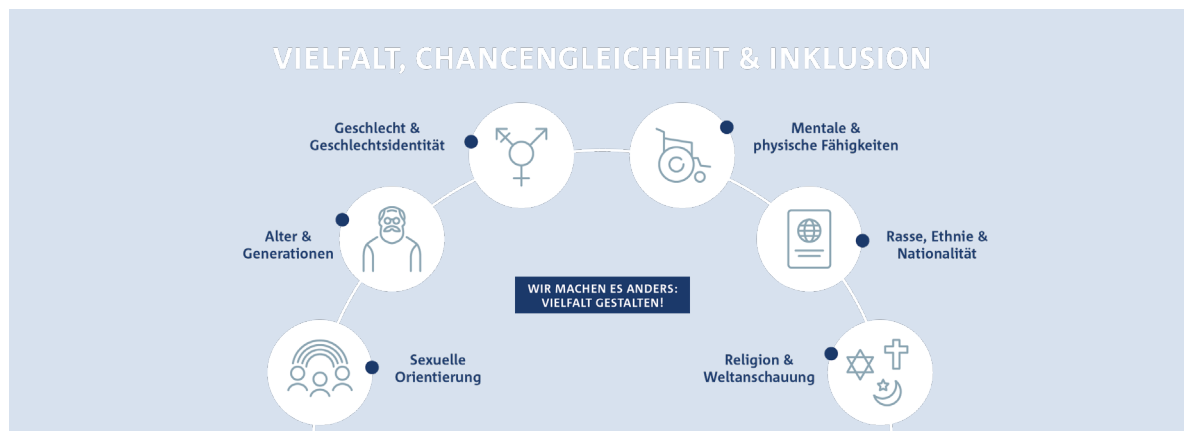 VIELFALT, CHANCENGLEICHHEIT & INKLUSION
Geschlecht &
Geschlechtsidentität
Mentale &
physische Fähigkeiten
Alter &
Generationen
Rasse, Ethnie &
Nationalität
WIR MACHEN ES ANDERS:
VIELFALT GESTALTEN!
Sexuelle
Orientierung
Religion &
Weltanschauung